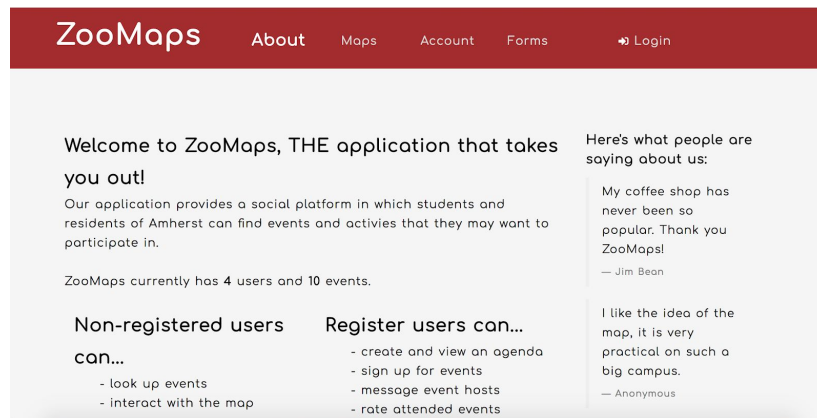 ZooMaps
About
Maps
Account
Forms
Login
Welcome to ZooMaps, THE application that takes
you out!
Our application provides a social platform in which students and
residents of Amherst can find events and activies that they may want to
participate in.
ZooMaps currently has 4 users and 10 events.
Non-registered users
can...
- look up events
- interact with the map
Register users can...
- create and view an agenda
- sign up for events
- message event hosts
- rate attended events
Here's what people are
saying about us:
My coffee shop has
never been so
popular. Thank you
ZooMaps!
— Jim Bean
I like the idea of the
map, it is very
practical on such a
big campus.
— Anonymous